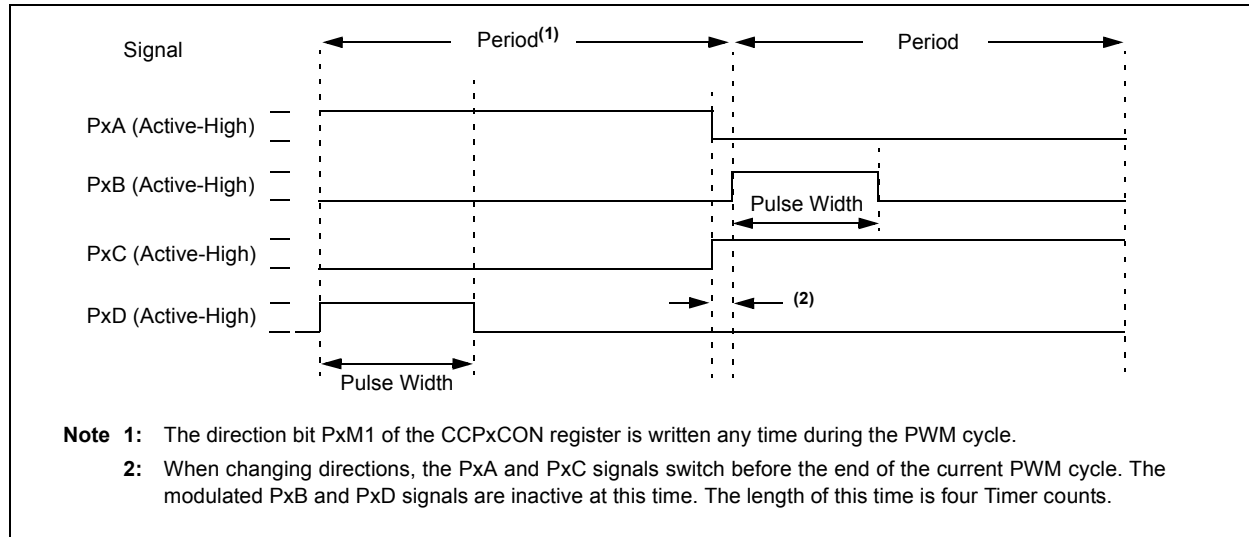 Signal
Period(1)
Period
PxA (Active-High)
PxB (Active-High)
Pulse Width
PxC (Active-High)
(2)
PxD (Active-High)
Pulse Width
Note 1: The direction bit PxM1 of the CCPxCON register is written any time during the PWM cycle.
2: When changing directions, the PxA and PxC signals switch before the end of the current PWM cycle. The
modulated PxB and PxD signals are inactive at this time. The length of this time is four Timer counts.